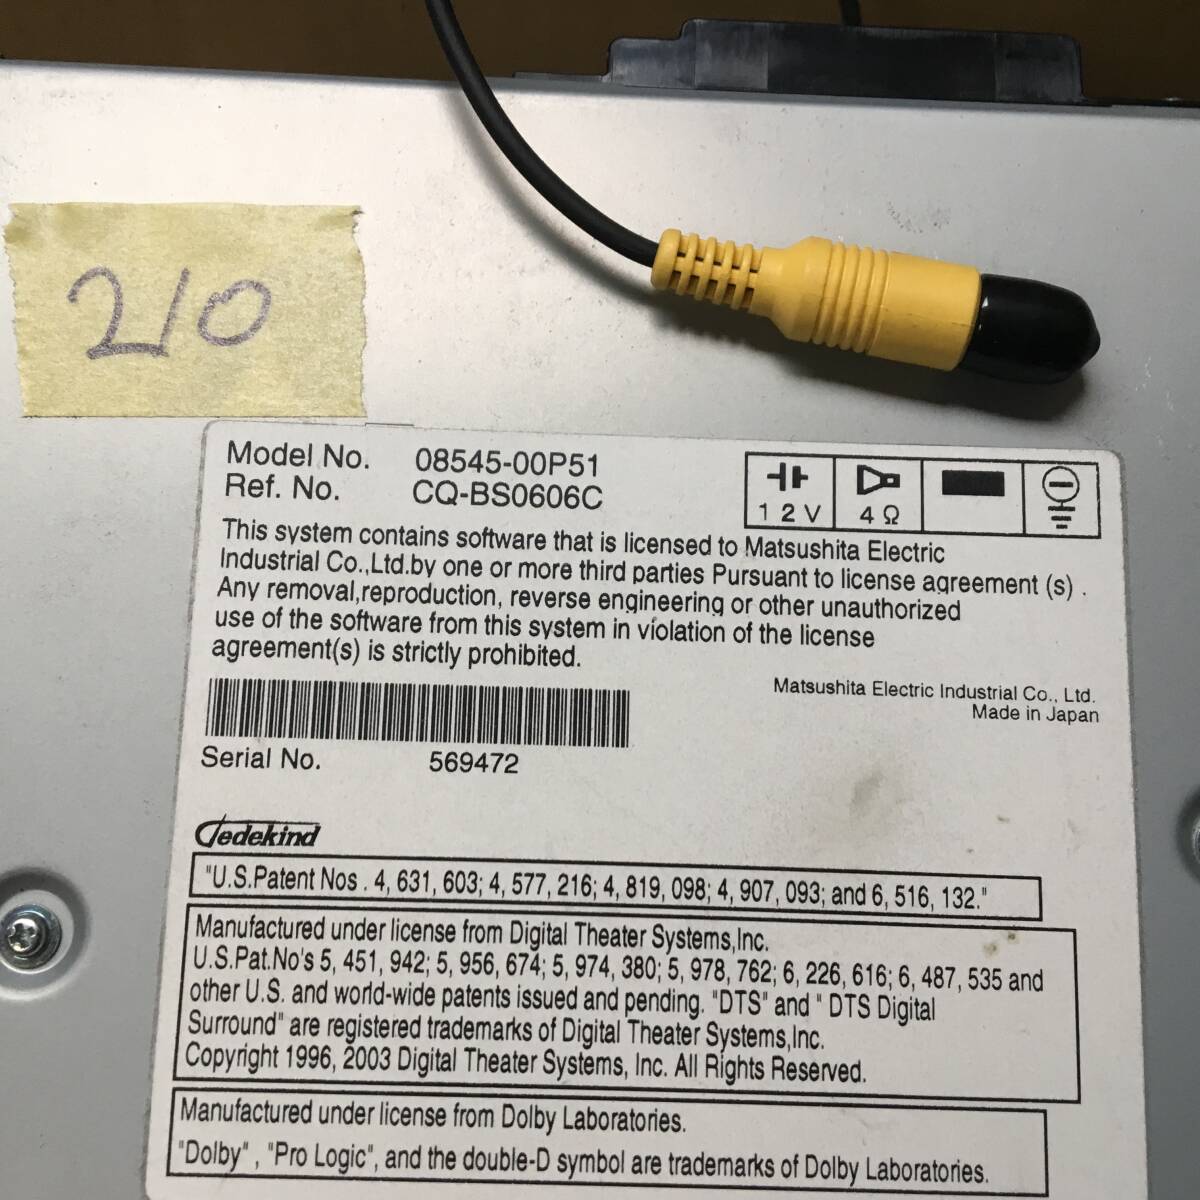 210
Model No. 08545-00P51
Ref. No. CQ-BS0606C
12V
4Ω
This system contains software that is licensed to Matsushita Electric
Industrial Co.,Ltd.by one or more third parties Pursuant to license agreement (s) .
Any removal,reproduction, reverse engineering or other unauthorized
use of the software from this system in violation of the license
agreement(s) is strictly prohibited.
Matsushita Electric Industrial Co., Ltd.
Made in Japan
Serial No. 569472
Gedekind
"U.S.Patent Nos . 4, 631, 603; 4, 577, 216; 4, 819, 098; 4, 907, 093; and 6, 516, 132."
Manufactured under license from Digital Theater Systems,Inc.
U.S.Pat.No's 5, 451, 942; 5, 956, 674; 5, 974, 380; 5, 978, 762; 6, 226, 616; 6, 487, 535 and
other U.S. and world-wide patents issued and pending. "DTS" and " DTS Digital
Surround" are registered trademarks of Digital Theater Systems,Inc.
Copyright 1996, 2003 Digital Theater Systems, Inc. All Rights Reserved.
Manufactured under license from Dolby Laboratories.
"Dolby" , "Pro Logic", and the double-D symbol are trademarks of Dolby Laboratories.